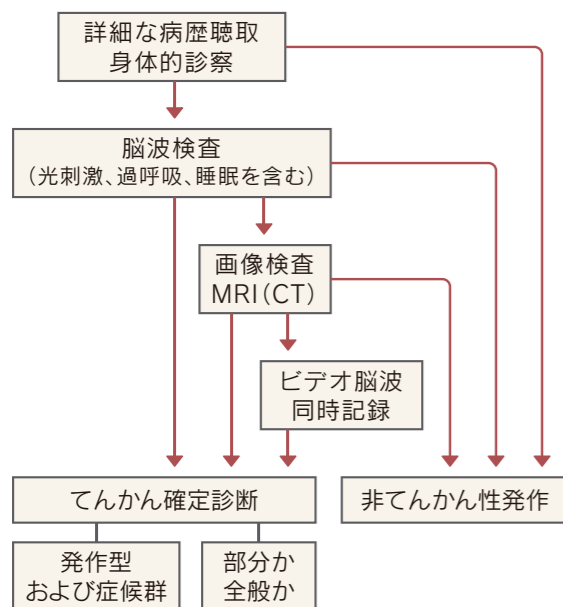 詳細な病歴聴取
身体的診察
脳波検査
（光刺激、過呼吸、睡眠を含む）
画像検査
MRI（CT）
ビデオ脳波
同時記録
てんかん確定診断
非てんかん性発作
発作型
および症候群
部分か
全般か